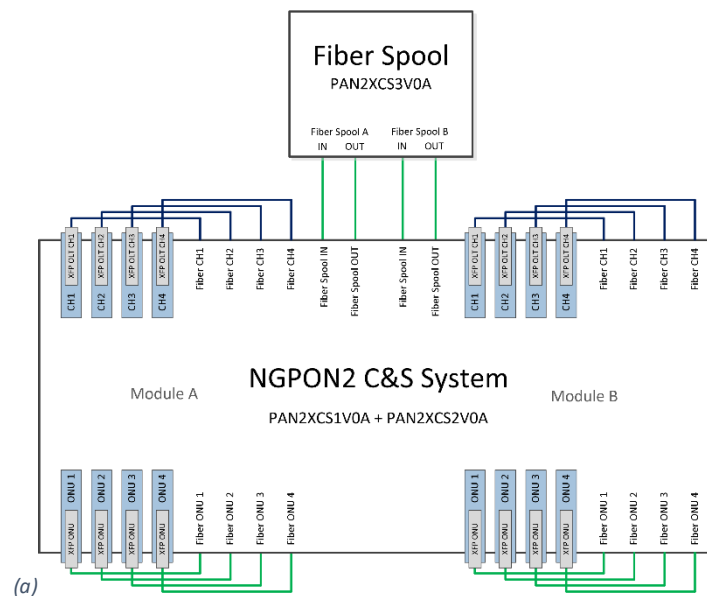 Fiber Spool
PAN2XCS3V0A
Fiber Spool A
Fiber Spool B
IN
OUT
IN
OUT
XFP OLT CH1
XFP OLT CH2
XFP OLT CH3
XFP OLT CH4
CH1
CH2
CH3
CH4
Fiber CH1
Fiber CH2
Fiber CH3
Fiber CH4
Fiber Spool IN
Fiber Spool OUT
Fiber Spool IN
Fiber Spool OUT
XFP OLT CH1
XFP OLT CH2
XFP OLT CH3
XFP OLT CH4
CH1
CH2
CH3
CH4
Fiber CH1
Fiber CH2
Fiber CH3
Fiber CH4
NGPON2 C&S System
Module A
Module B
PAN2XCS1V0A + PAN2XCS2V0A
ONU 1
ONU 2
ONU 3
ONU 4
XFP ONU
XFP ONU
XFP ONU
XFP ONU
Fiber ONU 1
Fiber ONU 2
Fiber ONU 3
Fiber ONU 4
ONU 1
ONU 2
ONU 3
ONU 4
XFP ONU
XFP ONU
XFP ONU
XFP ONU
Fiber ONU 1
Fiber ONU 2
Fiber ONU 3
Fiber ONU 4
(a)